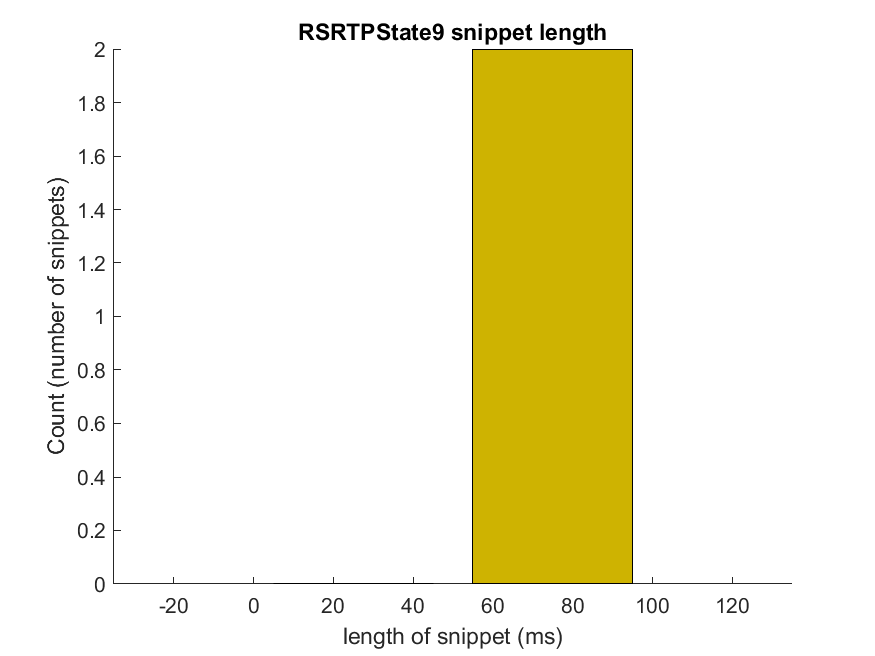 RSRTPState9 snippet length
2
1.8
1.6
1.4
1.2
1
0.8
0.6
0.4
0.2
0
Count (number of snippets)
-20 0 20 40 60 80 100 120
length of snippet (ms)